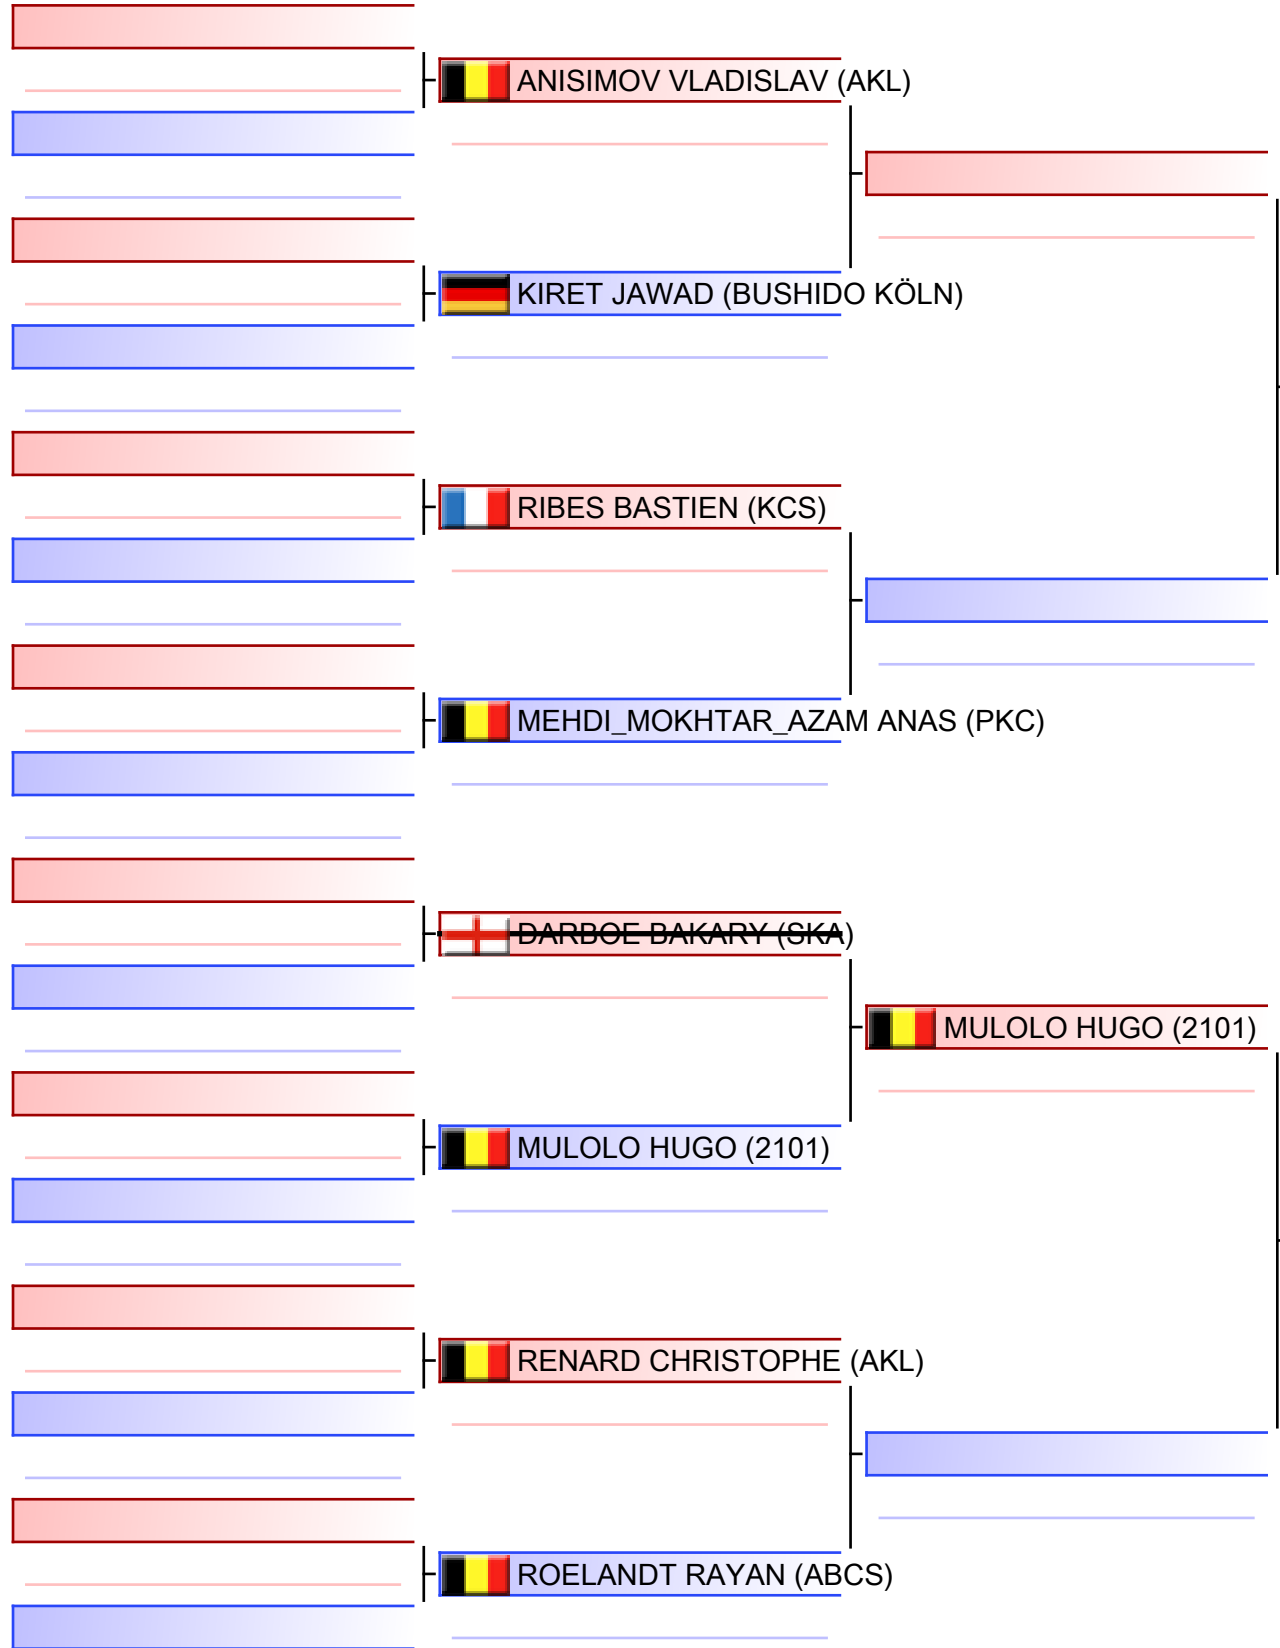 ANISIMOV VLADISLAV (AKL)
KIRET JAWAD (BUSHIDO KÖLN)
RIBES BASTIEN (KCS)
MEHDI_MOKHTAR_AZAM ANAS (PKC)
DARBOE BAKARY (SKA)
MULOLO HUGO (2101)
MULOLO HUGO (2101)
RENARD CHRISTOPHE (AKL)
ROELANDT RAYAN (ABCS)